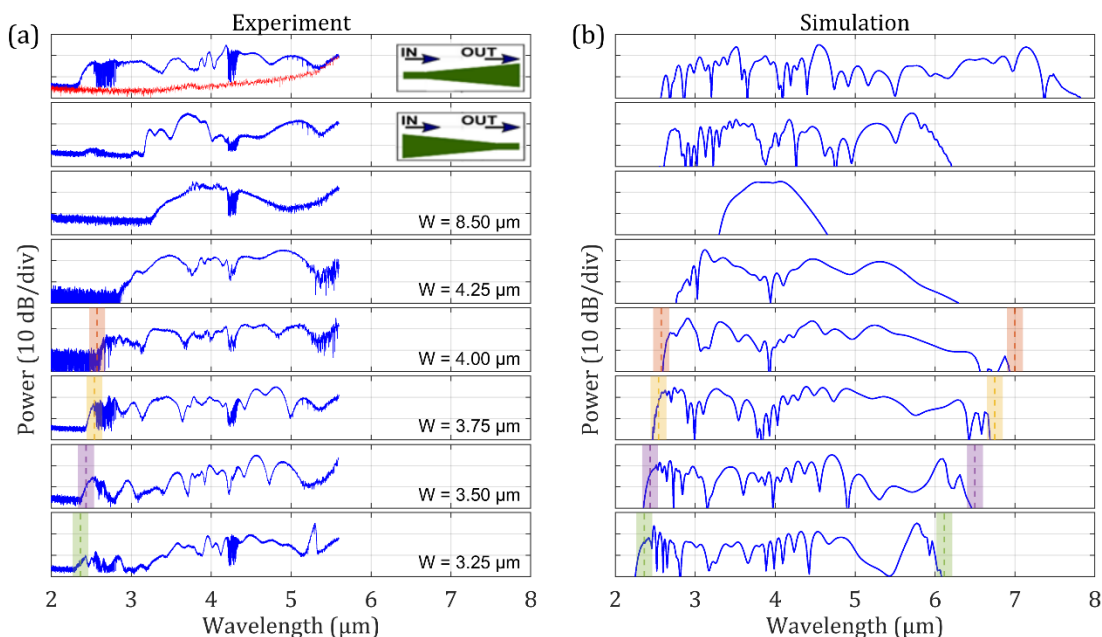 Experiment
Simulation
(a)
(b)
IN OUT
IN OUT
W = 8.50 μm
W = 4.25 μm
W = 4.00 μm
W = 3.75 μm
W = 3.50 μm
W = 3.25 μm
Power (10 dB/div)
Power (10 dB/div)
2 3 4 5 6 7 8
2 3 4 5 6 7 8
Wavelength (μm)
Wavelength (μm)